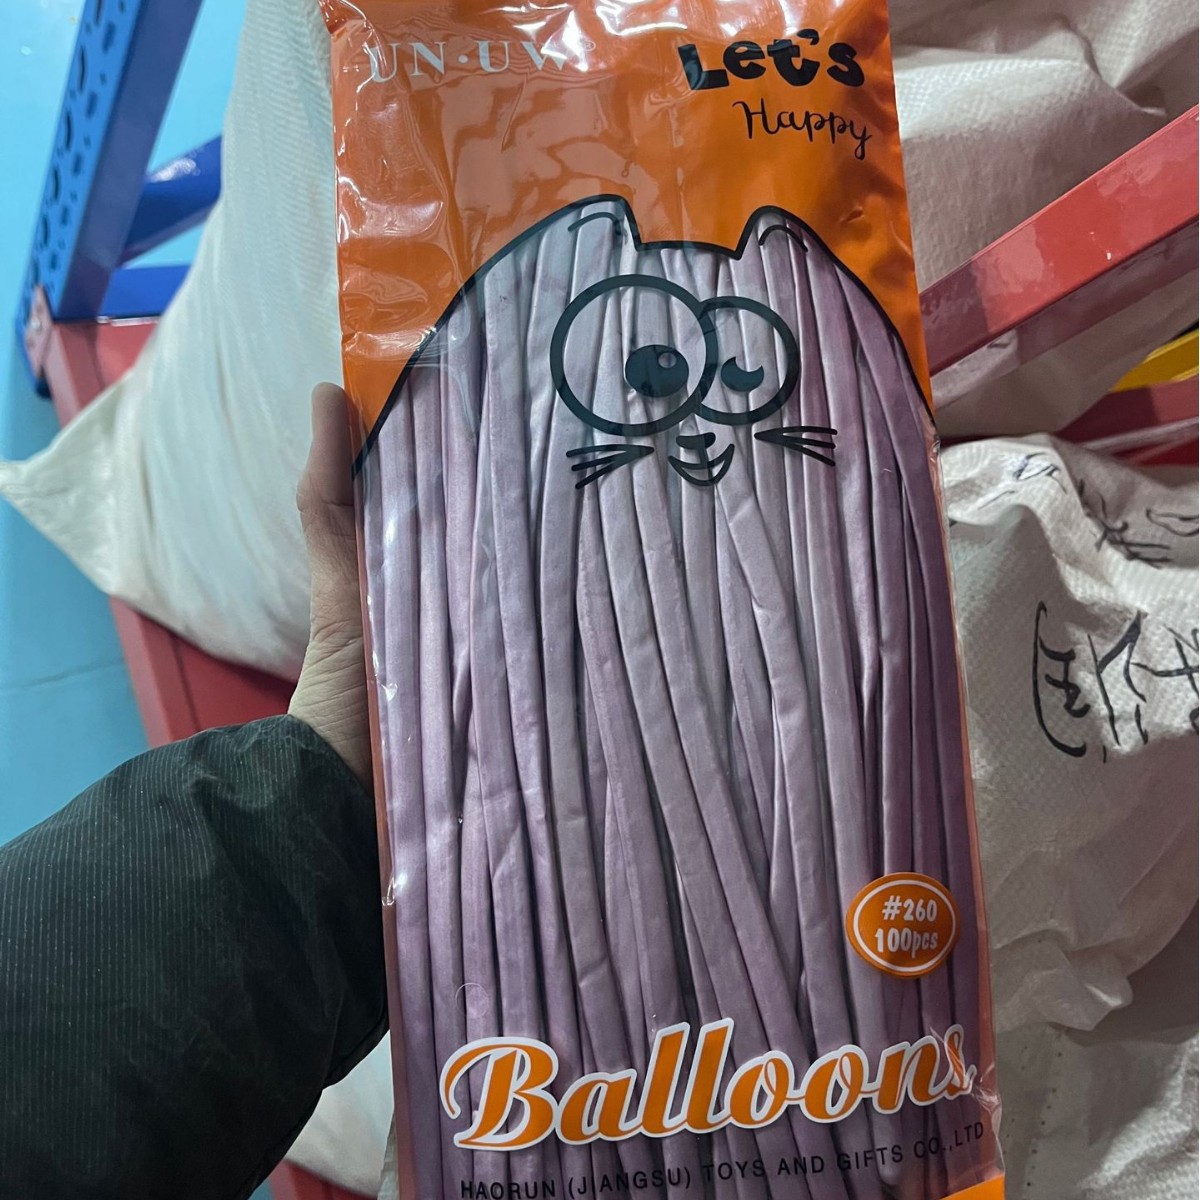 UN·UW®
Let's
Happy
#260
100pcs
Balloons
HAORUN (JIANGSU) TOYS AND GIFTS CO.,LTD